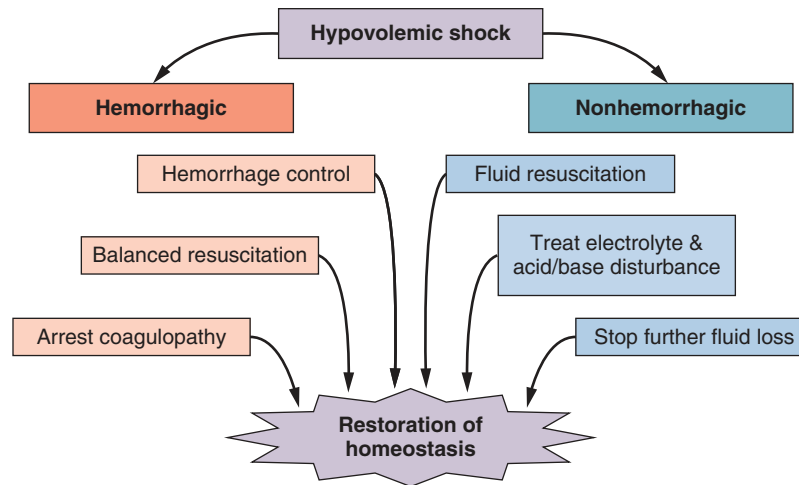 Hypovolemic shock
Hemorrhagic
Nonhemorrhagic
Hemorrhage control
Fluid resuscitation
Balanced resuscitation
Treat electrolyte &
acid/base disturbance
Arrest coagulopathy
Stop further fluid loss
Restoration of
homeostasis